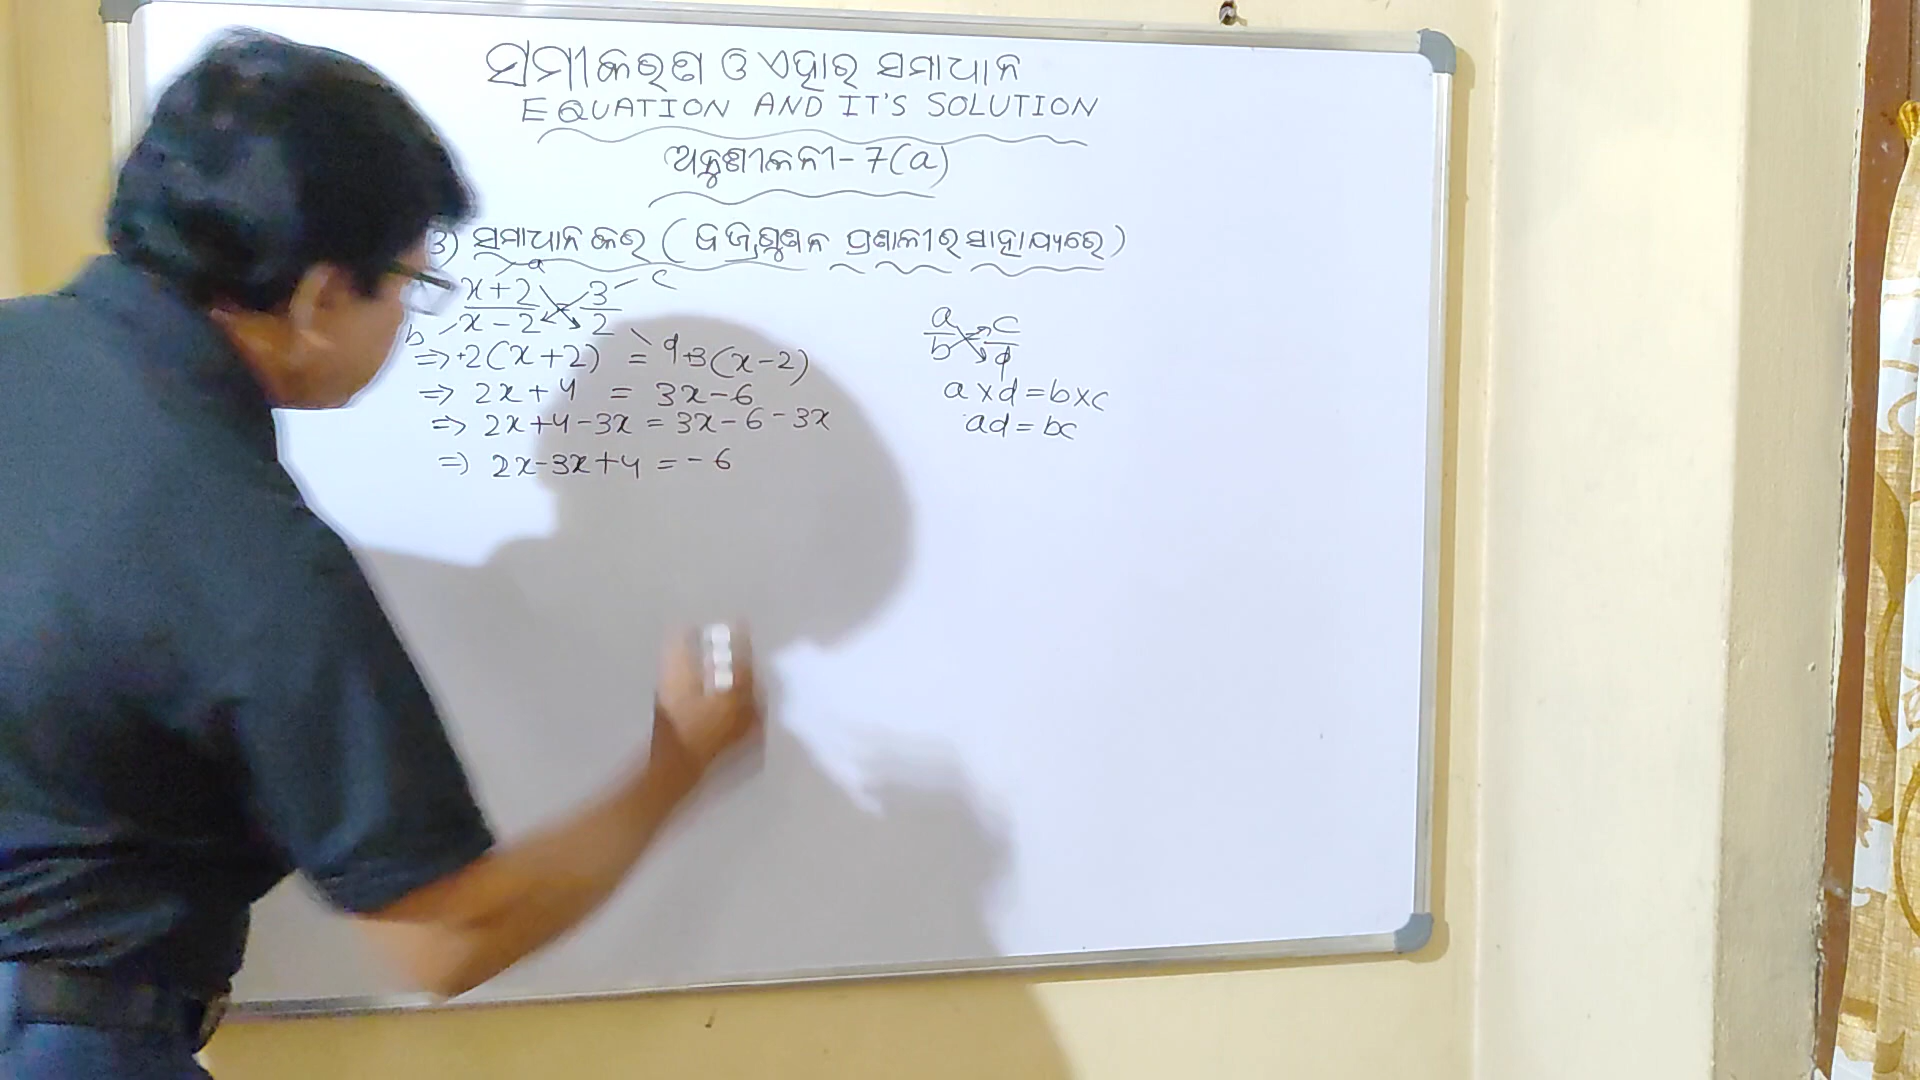 ସମୀକରଣ ଓ ଏହାର ସମାଧାନ
EQUATION AND IT'S SOLUTION
ଅନୁଶୀଳନୀ - 7(a)
3) ସମାଧାନ କର ( ବଜ୍ରଗୁଣନ ପ୍ରଣାଳୀର ସାହାଯ୍ୟରେ )
a
x+2 / x-2 = 3/2
c
b
d
⇒ +2(x+2) = +3(x-2)
⇒ 2x+4 = 3x-6
⇒ 2x+4-3x = 3x-6-3x
⇒ 2x-3x+4 = -6
a/b = c/d
a×d=b×c
ad=bc